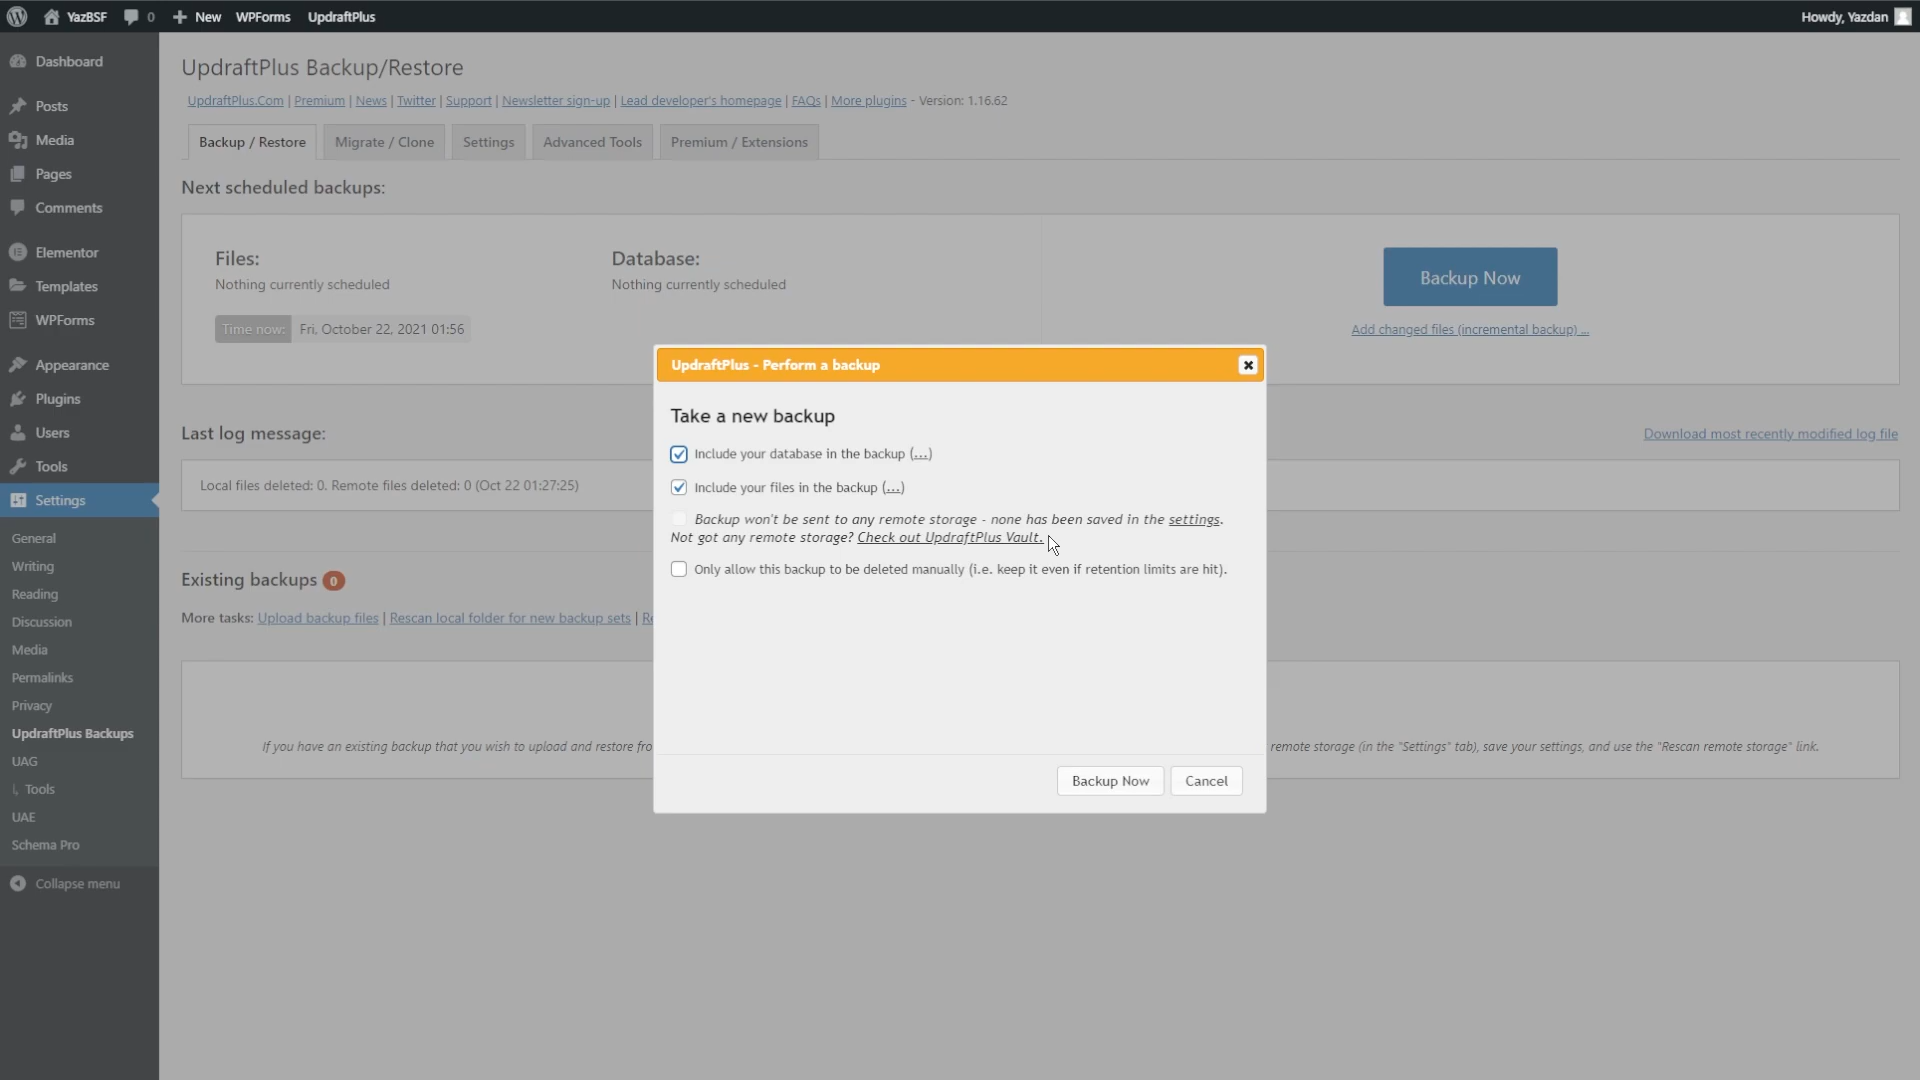 YazBSF
0
New
WPForms
UpdraftPlus
Howdy, Yazdan
Dashboard
Posts
Media
Pages
Comments
Elementor
Templates
WPForms
Appearance
Plugins
Users
Tools
Settings
General
Writing
Reading
Discussion
Media
Permalinks
Privacy
UpdraftPlus Backups
UAG
Tools
UAE
Schema Pro
Collapse menu
UpdraftPlus Backup/Restore
UpdraftPlus.Com | Premium | News | Twitter | Support | Newsletter sign-up | Lead developer's homepage | FAQs | More plugins - Version: 1.16.62
Backup / Restore
Migrate / Clone
Settings
Advanced Tools
Premium / Extensions
Next scheduled backups:
Files:
Nothing currently scheduled
Database:
Nothing currently scheduled
Time now: Fri, October 22, 2021 01:56
Backup Now
Add changed files (incremental backup) ...
Last log message:
Download most recently modified log file
Local files deleted: 0. Remote files deleted: 0 (Oct 22 01:27:25)
Existing backups 0
More tasks: Upload backup files | Rescan local folder for new backup sets |
If you have an existing backup that you wish to upload and restore
remote storage (in the "Settings" tab), save your settings, and use the "Rescan remote storage" link.
UpdraftPlus - Perform a backup
Take a new backup
Include your database in the backup (...)
Include your files in the backup (...)
Backup won't be sent to any remote storage - none has been saved in the settings.
Not got any remote storage? Check out UpdraftPlus Vault.
Only allow this backup to be deleted manually (i.e. keep it even if retention limits are hit).
Backup Now
Cancel